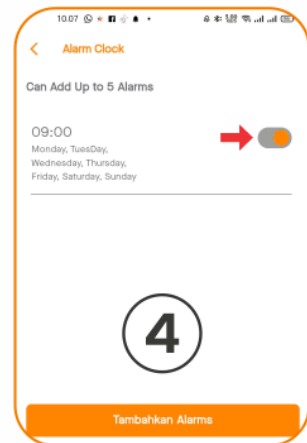 10.07
Alarm Clock
Can Add Up to 5 Alarms
09:00
Monday, TuesDay,
Wednesday, Thursday,
Friday, Saturday, Sunday
4
Tambahkan Alarms